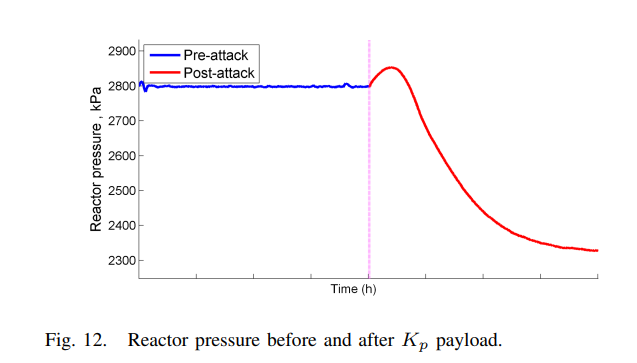 2900
2800
2700
2600
2500
2400
2300
Reactor pressure , kPa
Pre-attack
Post-attack
Time (h)
Fig. 12. Reactor pressure before and after Kp payload.